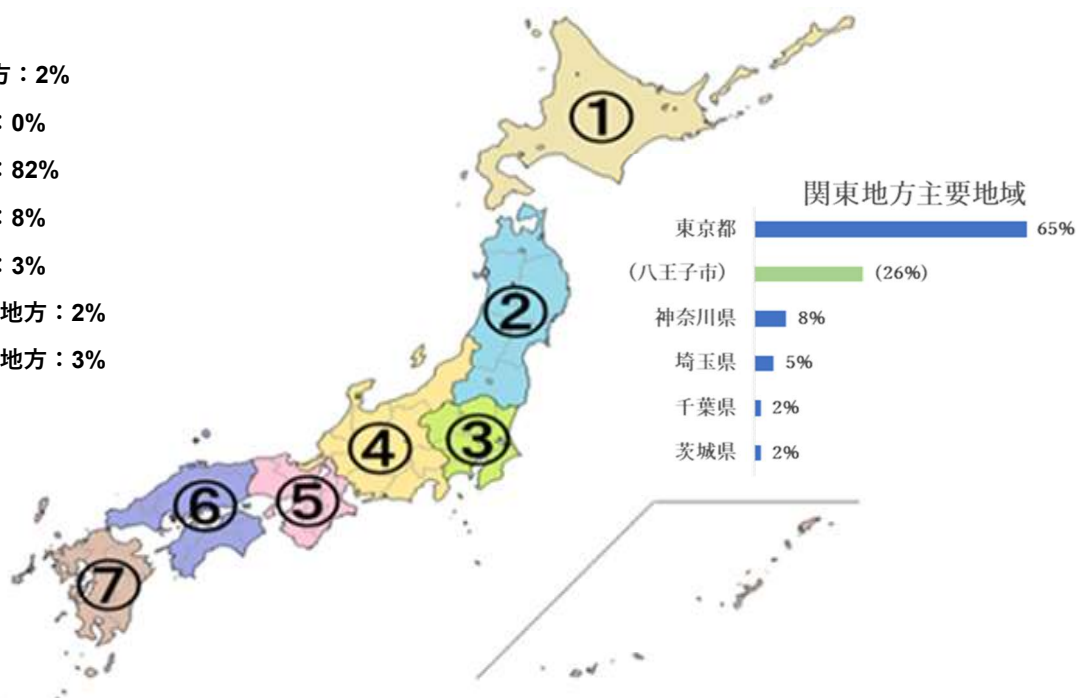 方：2%
：0%
：82%
：8%
：3%
地方：2%
地方：3%
①
②
③
④
⑤
⑥
⑦
関東地方主要地域
東京都 65%
（八王子市） (26%)
神奈川県 8%
埼玉県 5%
千葉県 2%
茨城県 2%